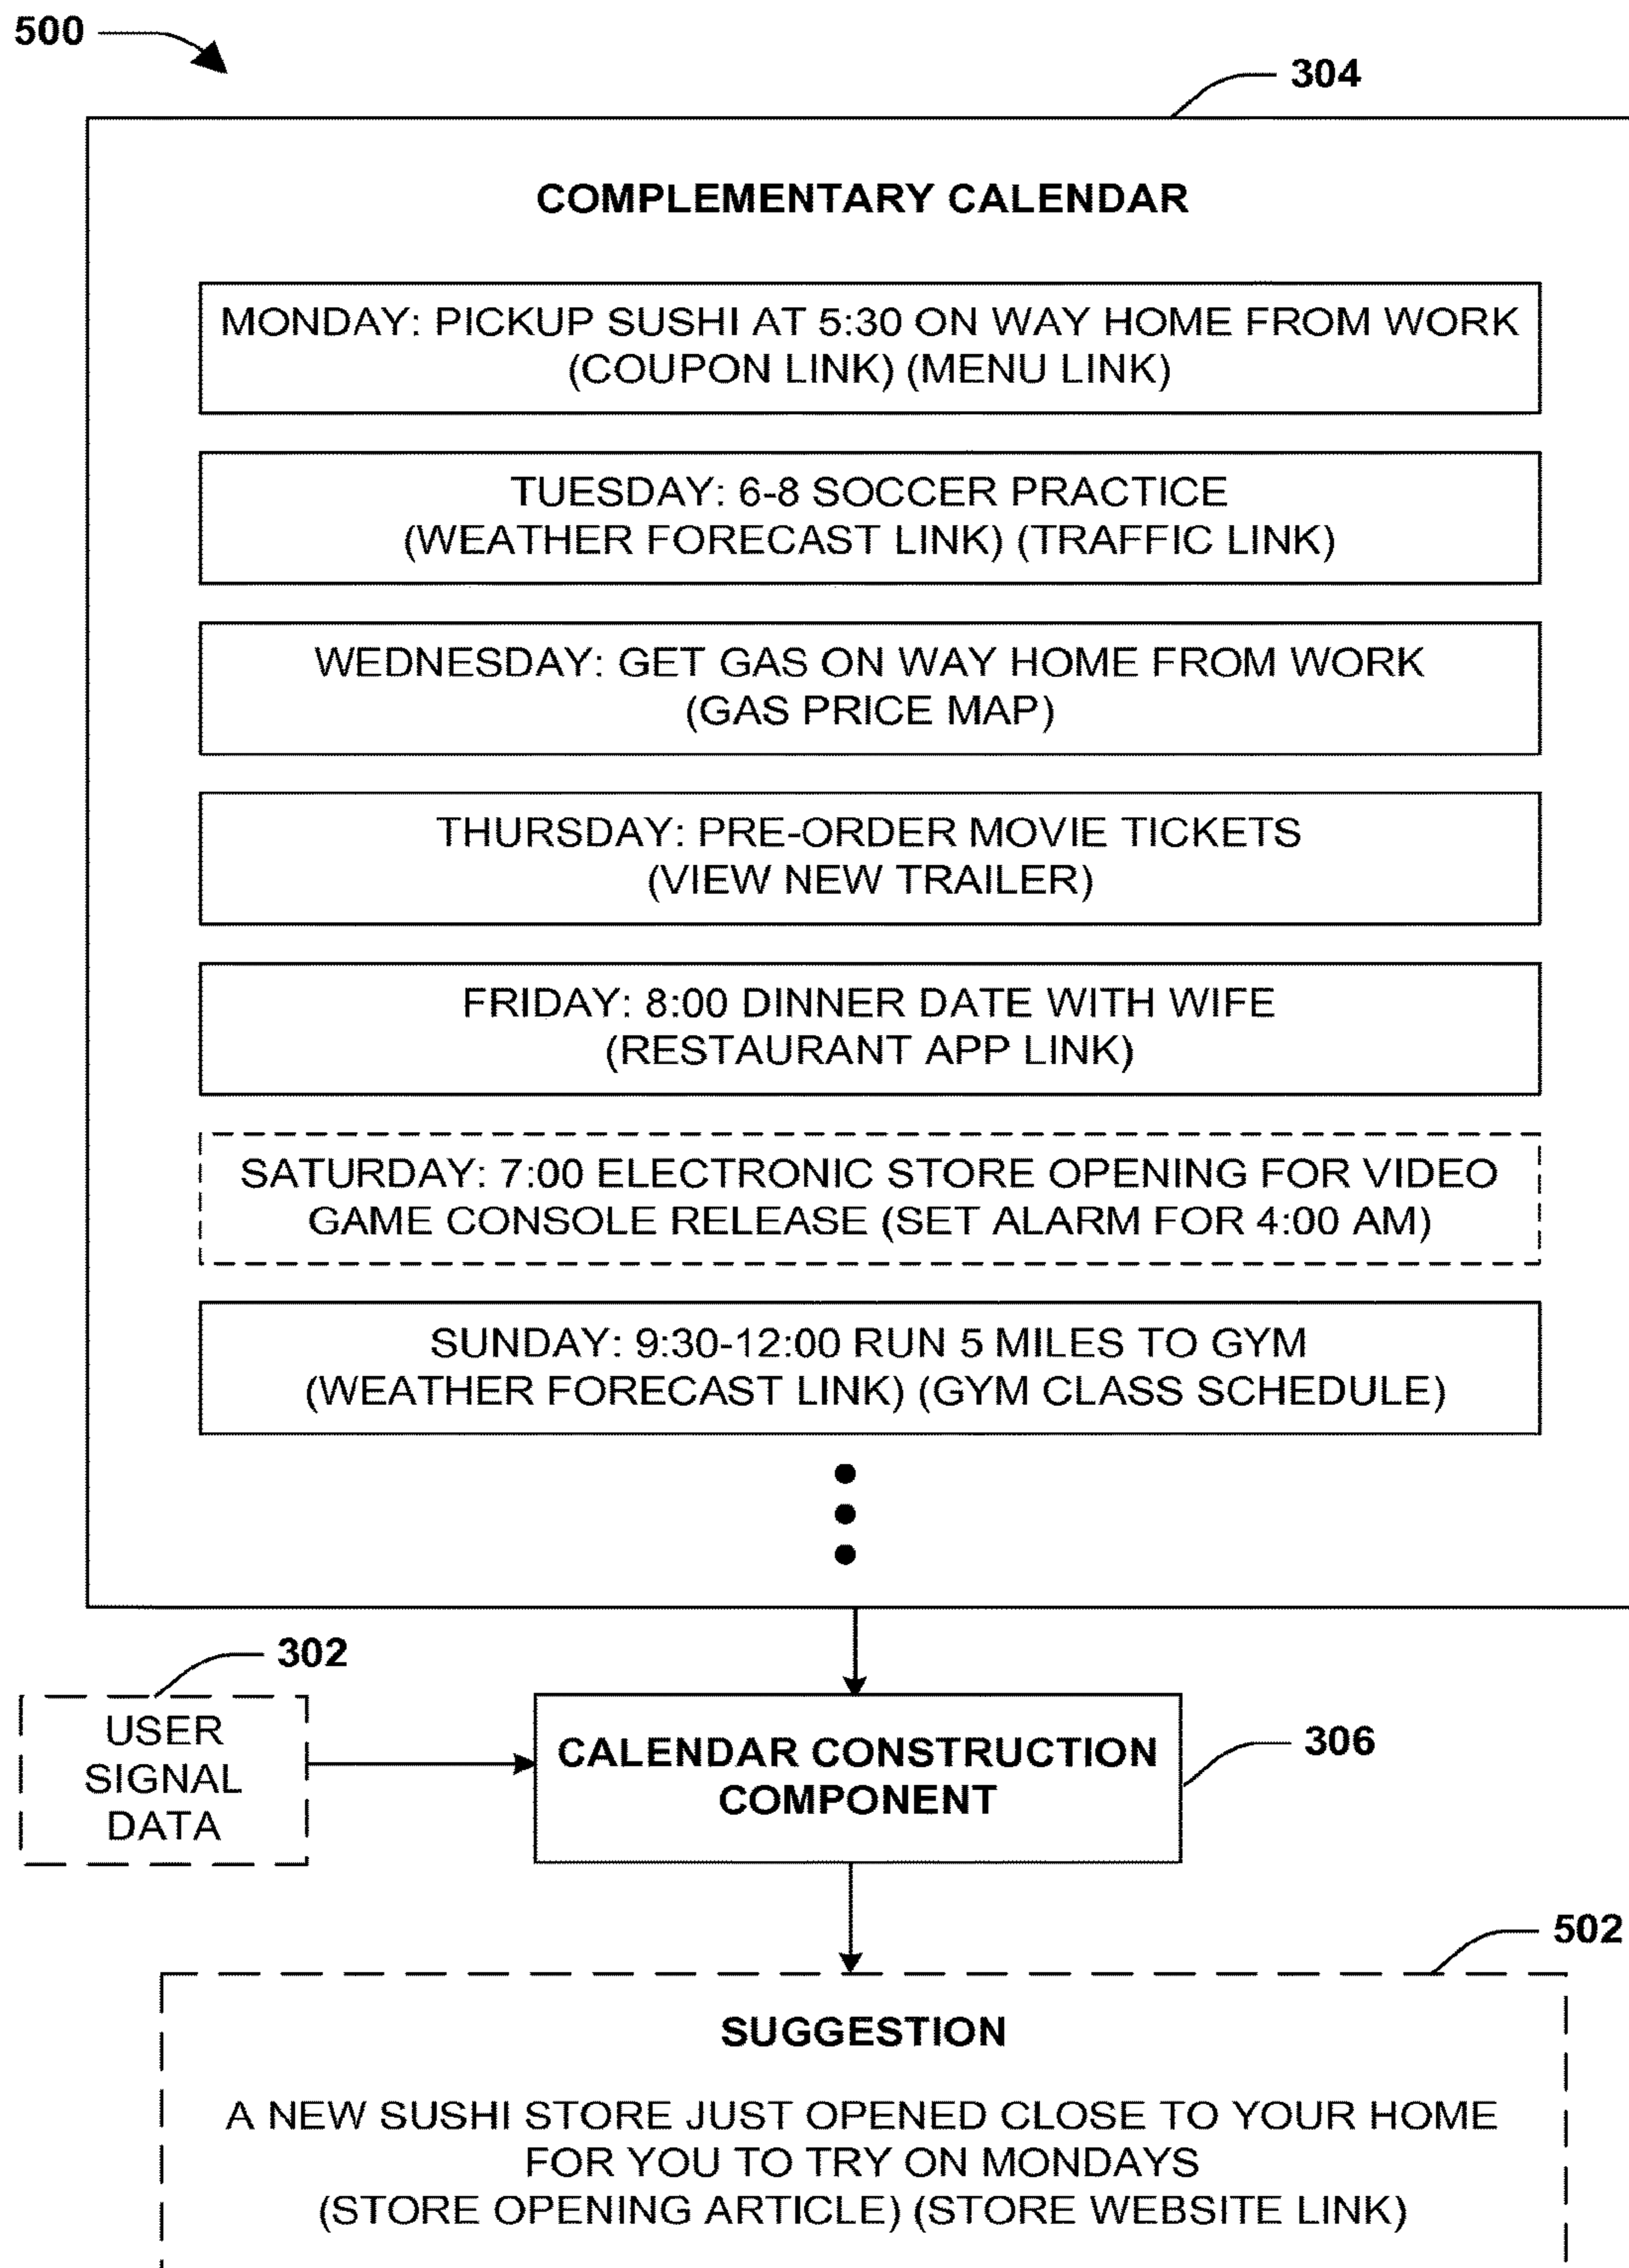 500
304
COMPLEMENTARY CALENDAR
MONDAY: PICKUP SUSHI AT 5:30 ON WAY HOME FROM WORK
(COUPON LINK) (MENU LINK)
TUESDAY: 6-8 SOCCER PRACTICE
(WEATHER FORECAST LINK) (TRAFFIC LINK)
WEDNESDAY: GET GAS ON WAY HOME FROM WORK
(GAS PRICE MAP)
THURSDAY: PRE-ORDER MOVIE TICKETS
(VIEW NEW TRAILER)
FRIDAY: 8:00 DINNER DATE WITH WIFE
(RESTAURANT APP LINK)
SATURDAY: 7:00 ELECTRONIC STORE OPENING FOR VIDEO
GAME CONSOLE RELEASE (SET ALARM FOR 4:00 AM)
SUNDAY: 9:30-12:00 RUN 5 MILES TO GYM
(WEATHER FORECAST LINK) (GYM CLASS SCHEDULE)
302
USER
SIGNAL
DATA
CALENDAR CONSTRUCTION
COMPONENT
306
502
SUGGESTION
A NEW SUSHI STORE JUST OPENED CLOSE TO YOUR HOME
FOR YOU TO TRY ON MONDAYS
(STORE OPENING ARTICLE) (STORE WEBSITE LINK)